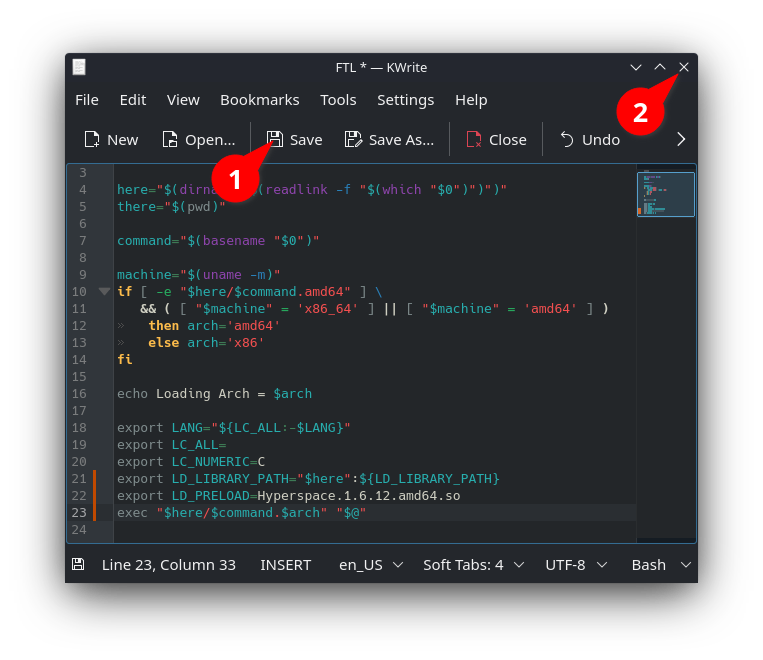 FTL * — KWrite
2
File Edit View Bookmarks Tools Settings Help
New Open... Save Save As... Close Undo
1
3
4 here="$(dirna (readlink -f "$(which "$0")")")"
5 there="$(pwd)"
6
7 command="$(basename "$0")"
8
9 machine="$(uname -m)"
10 if [ -e "$here/$command.amd64" ] \
11 && ( [ "$machine" = 'x86_64' ] || [ "$machine" = 'amd64' ] )
12 » then arch='amd64'
13 » else arch='x86'
14 fi
15
16 echo Loading Arch = $arch
17
18 export LANG="${LC_ALL:-$LANG}"
19 export LC_ALL=
20 export LC_NUMERIC=C
21 export LD_LIBRARY_PATH="$here":${LD_LIBRARY_PATH}
22 export LD_PRELOAD=Hyperspace.1.6.12.amd64.so
23 exec "$here/$command.$arch" "$@"
24
Line 23, Column 33 INSERT en_US Soft Tabs: 4 UTF-8 Bash